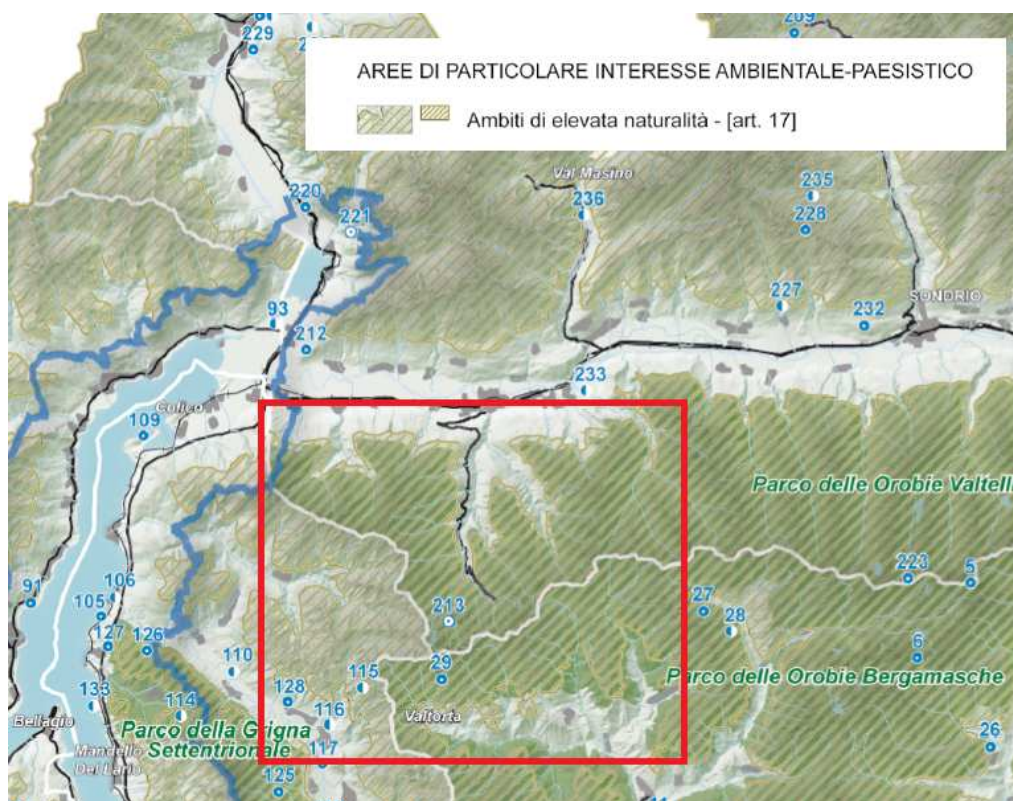 229
209
AREE DI PARTICOLARE INTERESSE AMBIENTALE-PAESISTICO
Ambiti di elevata naturalità - [art. 17]
Val Masino
220
221
236
235
228
93
212
227
232
SONDRIO
233
Colico
109
Parco delle Orobie Valtelli
91
106
105
127
126
213
27
28
223
5
6
110
115
29
Parco delle Orobie Bergamasche
128
133
114
116
Valtorta
Bellagio
Parco della Grigna
Settentrionale
Mandello
Del Lario
117
26
125